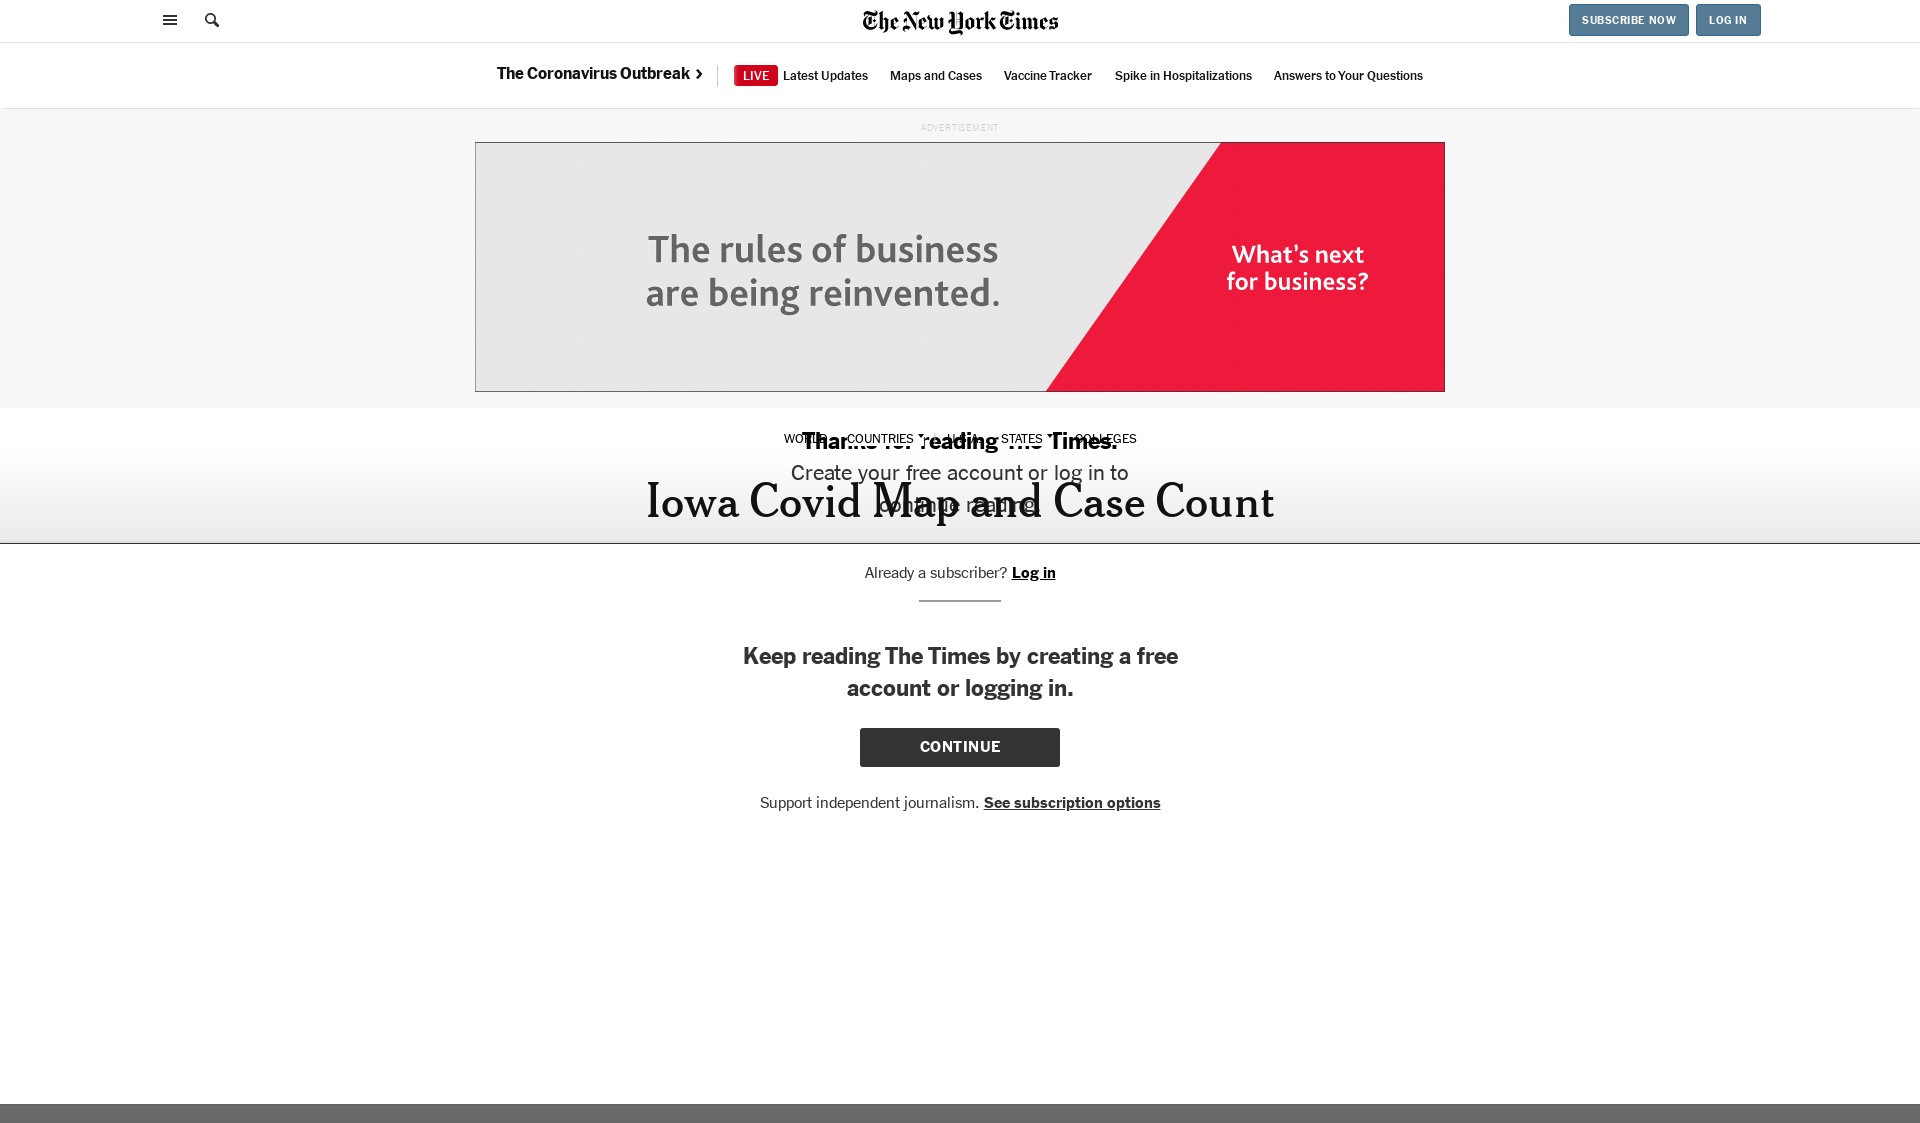 The New York Times
SUBSCRIBE NOW
LOG IN
The Coronavirus Outbreak
LIVE Latest Updates
Maps and Cases
Vaccine Tracker
Spike in Hospitalizations
Answers to Your Questions
ADVERTISEMENT
The rules of business
are being reinvented.
What's next
for business?
WORLD
COUNTRIES
U.S.A.
STATES
COLLEGES
Thanks for reading The Times.
Create your free account or log in to
continue reading.
Iowa Covid Map and Case Count
Already a subscriber? Log in
Keep reading The Times by creating a free
account or logging in.
CONTINUE
Support independent journalism. See subscription options